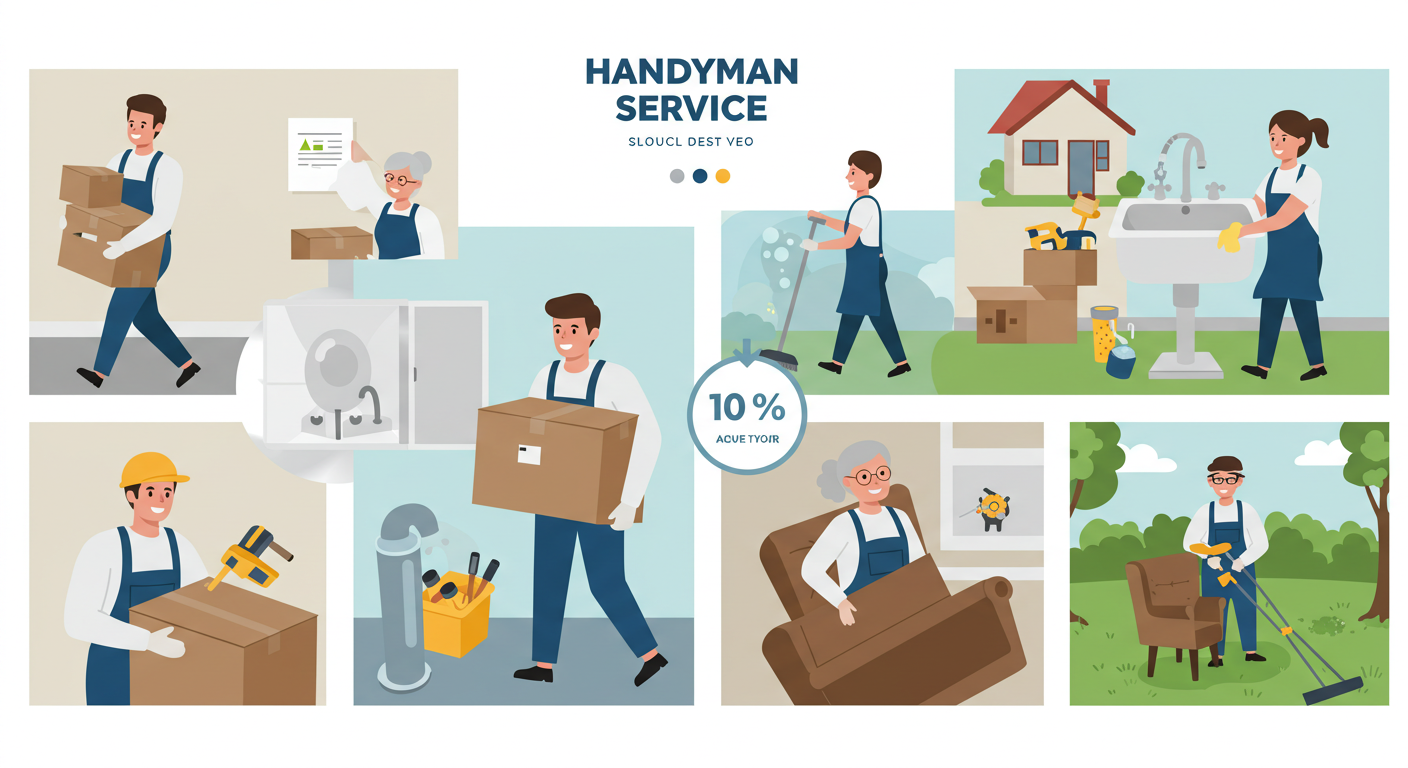 HANDYMAN
SERVICE
SLOUCL DEST VEO
10 %
ACUE TYOIR